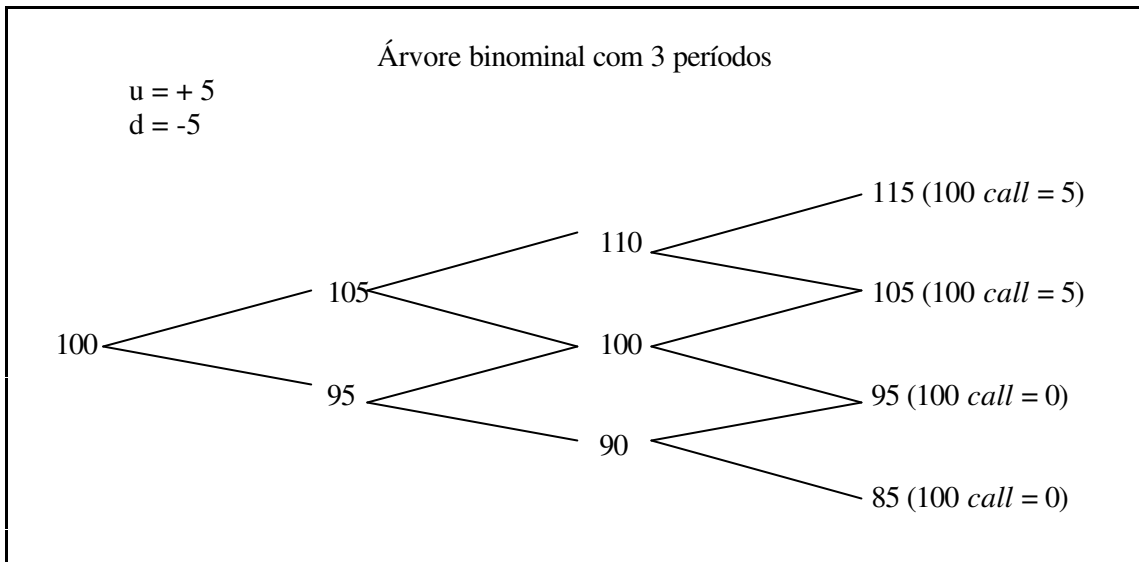 Árvore binominal com 3 períodos
u = + 5
d = -5
115 (100 call = 5)
110
105
105 (100 call = 5)
100
100
95
95 (100 call = 0)
90
85 (100 call = 0)